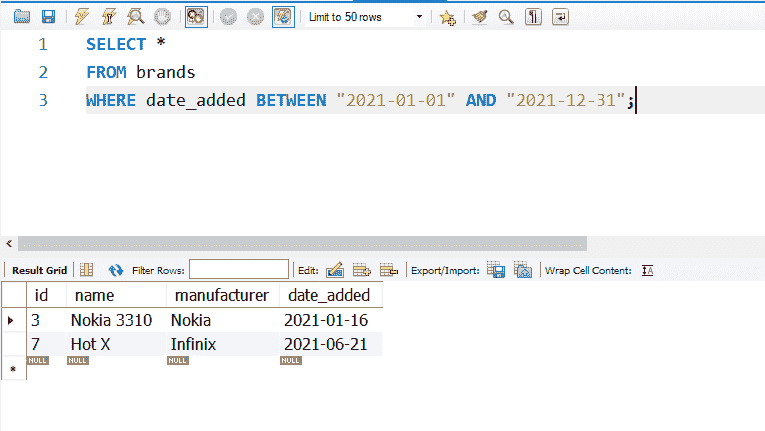 Limit to 50 rows
1 SELECT *
2 FROM brands
3 WHERE date_added BETWEEN "2021-01-01" AND "2021-12-31";
Result Grid Filter Rows: Edit: Export/Import: Wrap Cell Content: IA
id name manufacturer date_added
3 Nokia 3310 Nokia 2021-01-16
7 Hot X Infinix 2021-06-21
* NULL NULL NULL NULL